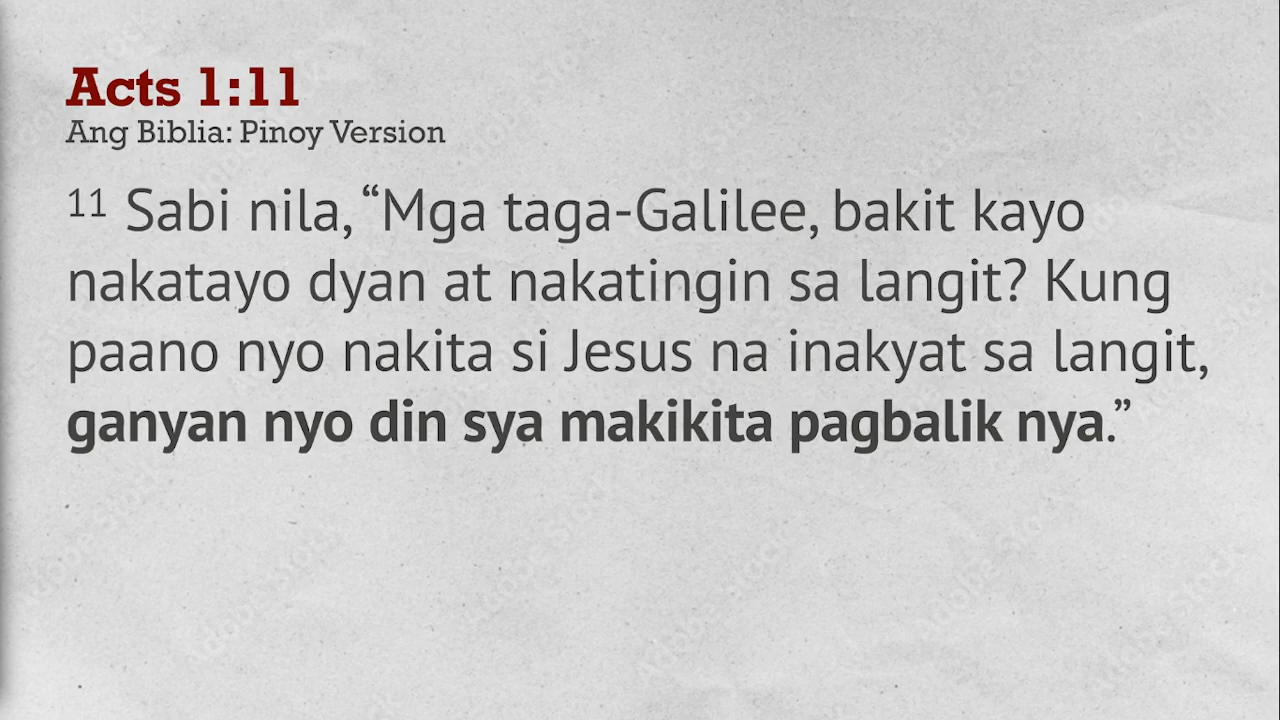 Acts 1:11
Ang Biblia: Pinoy Version
11 Sabi nila, “Mga taga-Galilee, bakit kayo
nakatayo dyan at nakatingin sa langit? Kung
paano nyo nakita si Jesus na inakyat sa langit,
ganyan nyo din sya makikita pagbalik nya.”